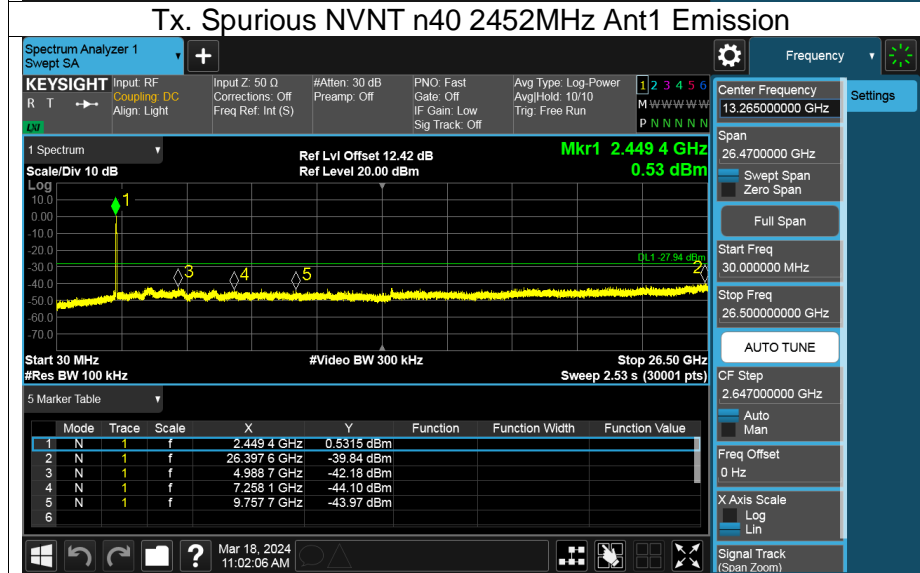 Tx. Spurious NVNT n40 2452MHz Ant1 Emission
Spectrum Analyzer 1
Swept SA
+
Frequency
KEYSIGHT
R T
LXI
Input: RF
Coupling: DC
Align: Light
Input Z: 50 Ω
Corrections: Off
Freq Ref: Int (S)
#Atten: 30 dB
Preamp: Off
PNO: Fast
Gate: Off
IF Gain: Low
Sig Track: Off
Avg Type: Log-Power
Avg|Hold: 10/10
Trig: Free Run
1 2 3 4 5 6
M W W W W W
P N N N N N
1 Spectrum
Scale/Div 10 dB
Ref Lvl Offset 12.42 dB
Ref Level 20.00 dBm
Mkr1 2.449 4 GHz
0.53 dBm
Log
10.0
0.00
-10.0
-20.0
-30.0
-40.0
-50.0
-60.0
-70.0
1
3
4
5
2
DL1 -27.94 dBm
Start 30 MHz
#Res BW 100 kHz
#Video BW 300 kHz
Stop 26.50 GHz
Sweep 2.53 s (30001 pts)
5 Marker Table
Mode Trace Scale X Y Function Function Width Function Value
1 N 1 f 2.449 4 GHz 0.5315 dBm
2 N 1 f 26.397 6 GHz -39.84 dBm
3 N 1 f 4.988 7 GHz -42.18 dBm
4 N 1 f 7.258 1 GHz -44.10 dBm
5 N 1 f 9.757 7 GHz -43.97 dBm
6
?
Mar 18, 2024
11:02:06 AM
Center Frequency
13.265000000 GHz
Span
26.4700000 GHz
Swept Span
Zero Span
Full Span
Start Freq
30.000000 MHz
Stop Freq
26.500000000 GHz
AUTO TUNE
CF Step
2.647000000 GHz
Auto
Man
Freq Offset
0 Hz
X Axis Scale
Log
Lin
Signal Track
(Span Zoom)
Settings